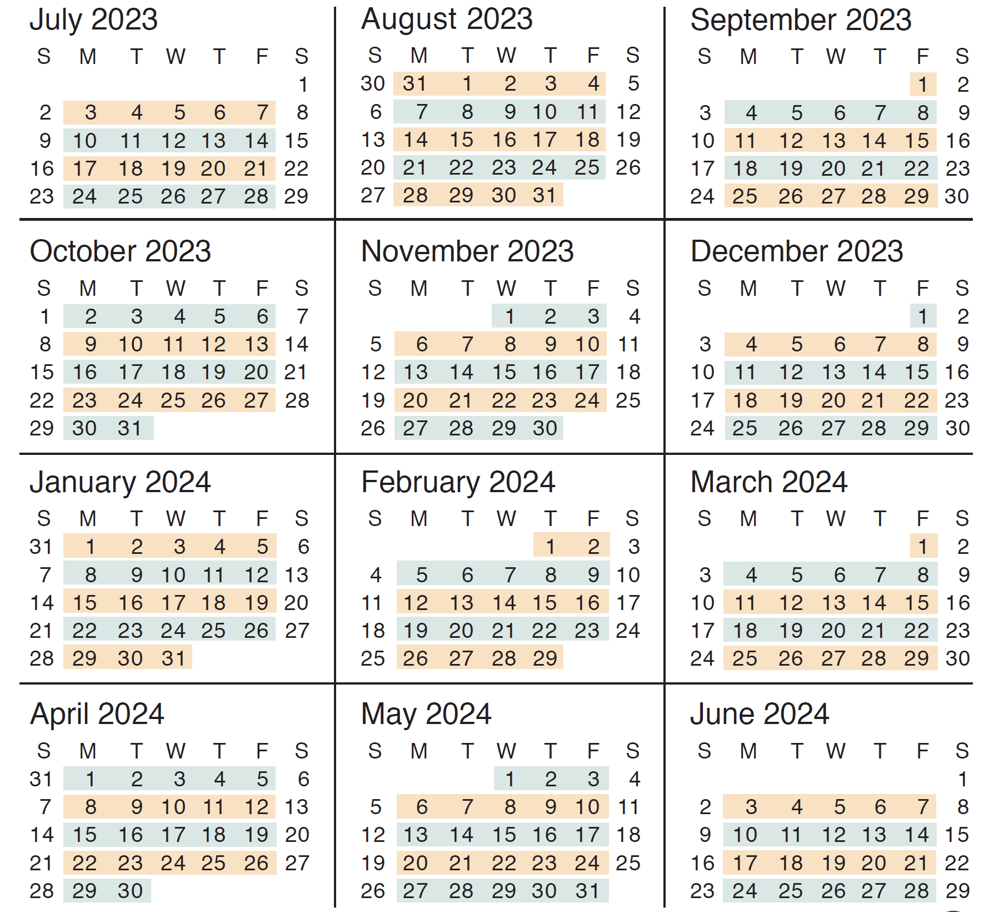 July 2023
S M T W T F S
1
2 3 4 5 6 7 8
9 10 11 12 13 14 15
16 17 18 19 20 21 22
23 24 25 26 27 28 29
August 2023
S M T W T F S
30 31 1 2 3 4 5
6 7 8 9 10 11 12
13 14 15 16 17 18 19
20 21 22 23 24 25 26
27 28 29 30 31
September 2023
S M T W T F S
1 2
3 4 5 6 7 8 9
10 11 12 13 14 15 16
17 18 19 20 21 22 23
24 25 26 27 28 29 30
October 2023
S M T W T F S
1 2 3 4 5 6 7
8 9 10 11 12 13 14
15 16 17 18 19 20 21
22 23 24 25 26 27 28
29 30 31
November 2023
S M T W T F S
1 2 3 4
5 6 7 8 9 10 11
12 13 14 15 16 17 18
19 20 21 22 23 24 25
26 27 28 29 30
December 2023
S M T W T F S
1 2
3 4 5 6 7 8 9
10 11 12 13 14 15 16
17 18 19 20 21 22 23
24 25 26 27 28 29 30
January 2024
S M T W T F S
31 1 2 3 4 5 6
7 8 9 10 11 12 13
14 15 16 17 18 19 20
21 22 23 24 25 26 27
28 29 30 31
February 2024
S M T W T F S
1 2 3
4 5 6 7 8 9 10
11 12 13 14 15 16 17
18 19 20 21 22 23 24
25 26 27 28 29
March 2024
S M T W T F S
1 2
3 4 5 6 7 8 9
10 11 12 13 14 15 16
17 18 19 20 21 22 23
24 25 26 27 28 29 30
April 2024
S M T W T F S
31 1 2 3 4 5 6
7 8 9 10 11 12 13
14 15 16 17 18 19 20
21 22 23 24 25 26 27
28 29 30
May 2024
S M T W T F S
1 2 3 4
5 6 7 8 9 10 11
12 13 14 15 16 17 18
19 20 21 22 23 24 25
26 27 28 29 30 31
June 2024
S M T W T F S
1
2 3 4 5 6 7 8
9 10 11 12 13 14 15
16 17 18 19 20 21 22
23 24 25 26 27 28 29